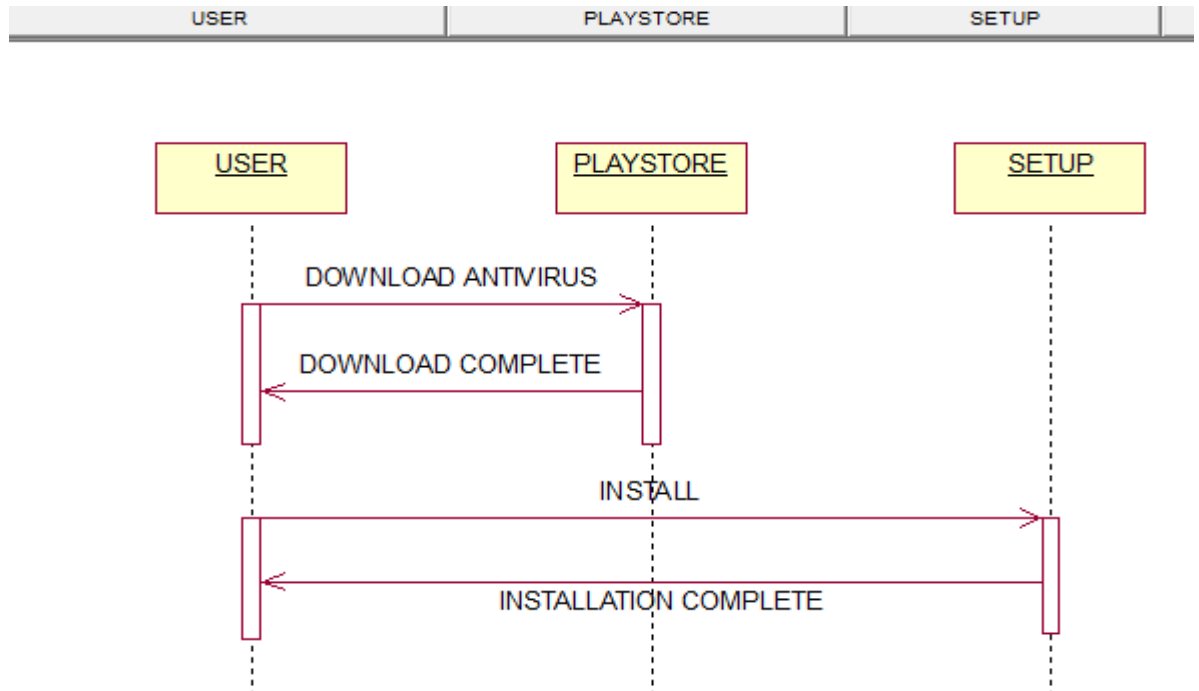 USER PLAYSTORE SETUP
USER PLAYSTORE SETUP
DOWNLOAD ANTIVIRUS
DOWNLOAD COMPLETE
INSTALL
INSTALLATION COMPLETE